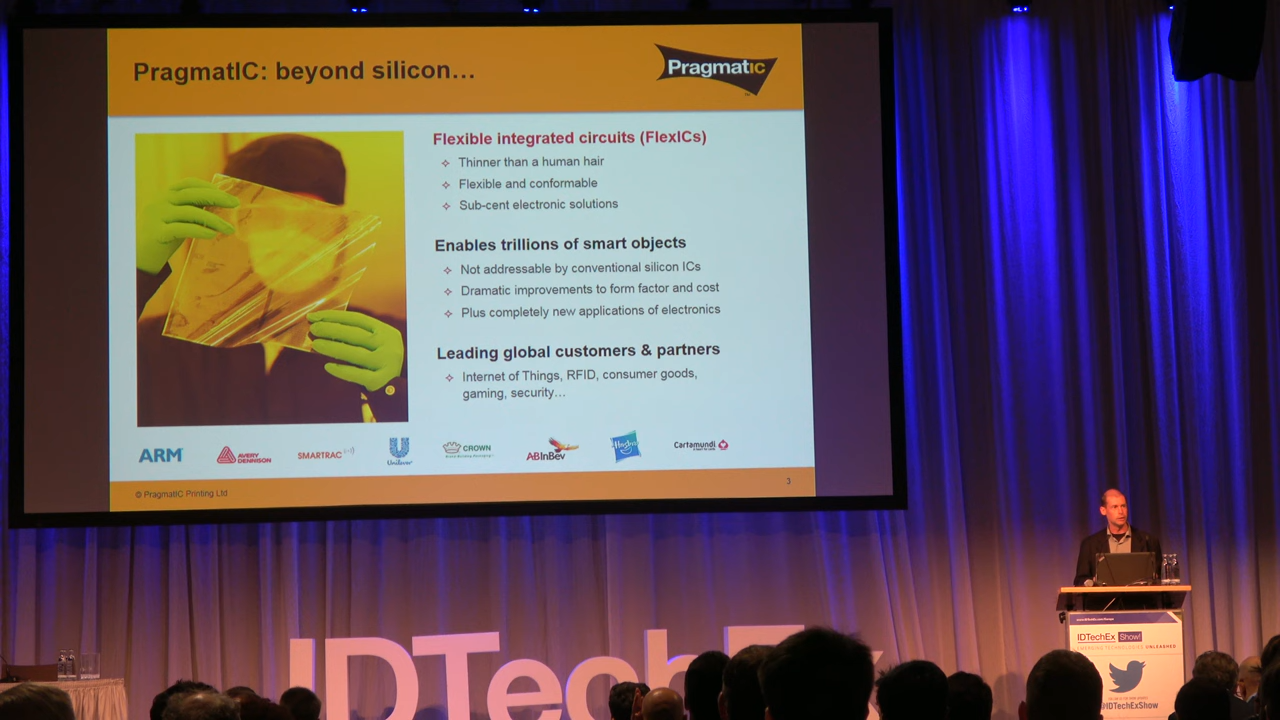 PragmatIC: beyond silicon…
Pragmatic
Flexible integrated circuits (FlexICs)
Thinner than a human hair
Flexible and conformable
Sub-cent electronic solutions
Enables trillions of smart objects
Not addressable by conventional silicon ICs
Dramatic improvements to form factor and cost
Plus completely new applications of electronics
Leading global customers & partners
Internet of Things, RFID, consumer goods,
gaming, security…
ARM
AVERY
DENNISON
SMARTRAC
Unilever
CROWN
ABInBev
Hasbro
Cartamundi
© PragmatIC Printing Ltd
3
IDTechEx
IDTechEx Show!
EMERGING TECHNOLOGIES UNLEASHED
#IDTechExShow